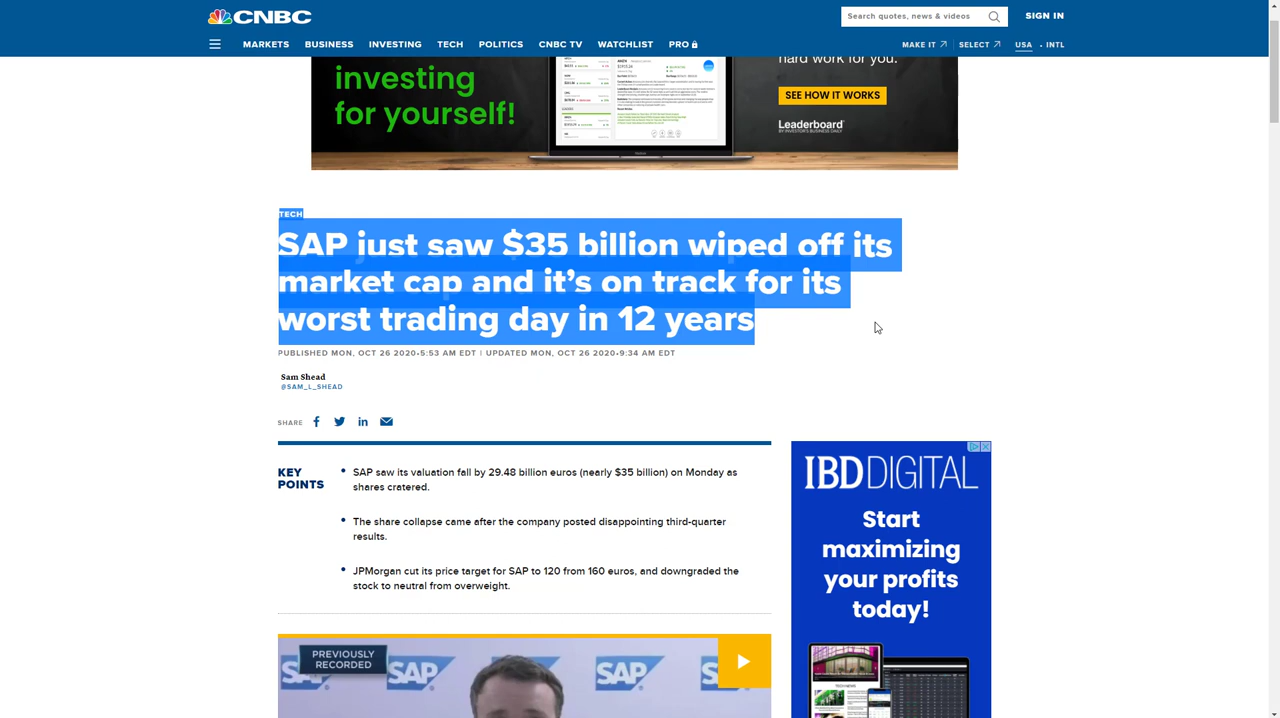 CNBC
Search quotes, news & videos
SIGN IN
MARKETS BUSINESS INVESTING TECH POLITICS CNBC TV WATCHLIST PRO
MAKE IT SELECT USA • INTL
investing
for yourself!
hard work for you.
SEE HOW IT WORKS
Leaderboard
BY INVESTOR'S BUSINESS DAILY
TECH
SAP just saw $35 billion wiped off its
market cap and it’s on track for its
worst trading day in 12 years
PUBLISHED MON, OCT 26 2020•5:53 AM EDT | UPDATED MON, OCT 26 2020•9:34 AM EDT
Sam Shead
@SAM_L_SHEAD
SHARE
KEY
POINTS
• SAP saw its valuation fall by 29.48 billion euros (nearly $35 billion) on Monday as
shares cratered.
• The share collapse came after the company posted disappointing third-quarter
results.
• JPMorgan cut its price target for SAP to 120 from 160 euros, and downgraded the
stock to neutral from overweight.
PREVIOUSLY
RECORDED
SAP SAP SAP SAP
IBD DIGITAL
Start
maximizing
your profits
today!